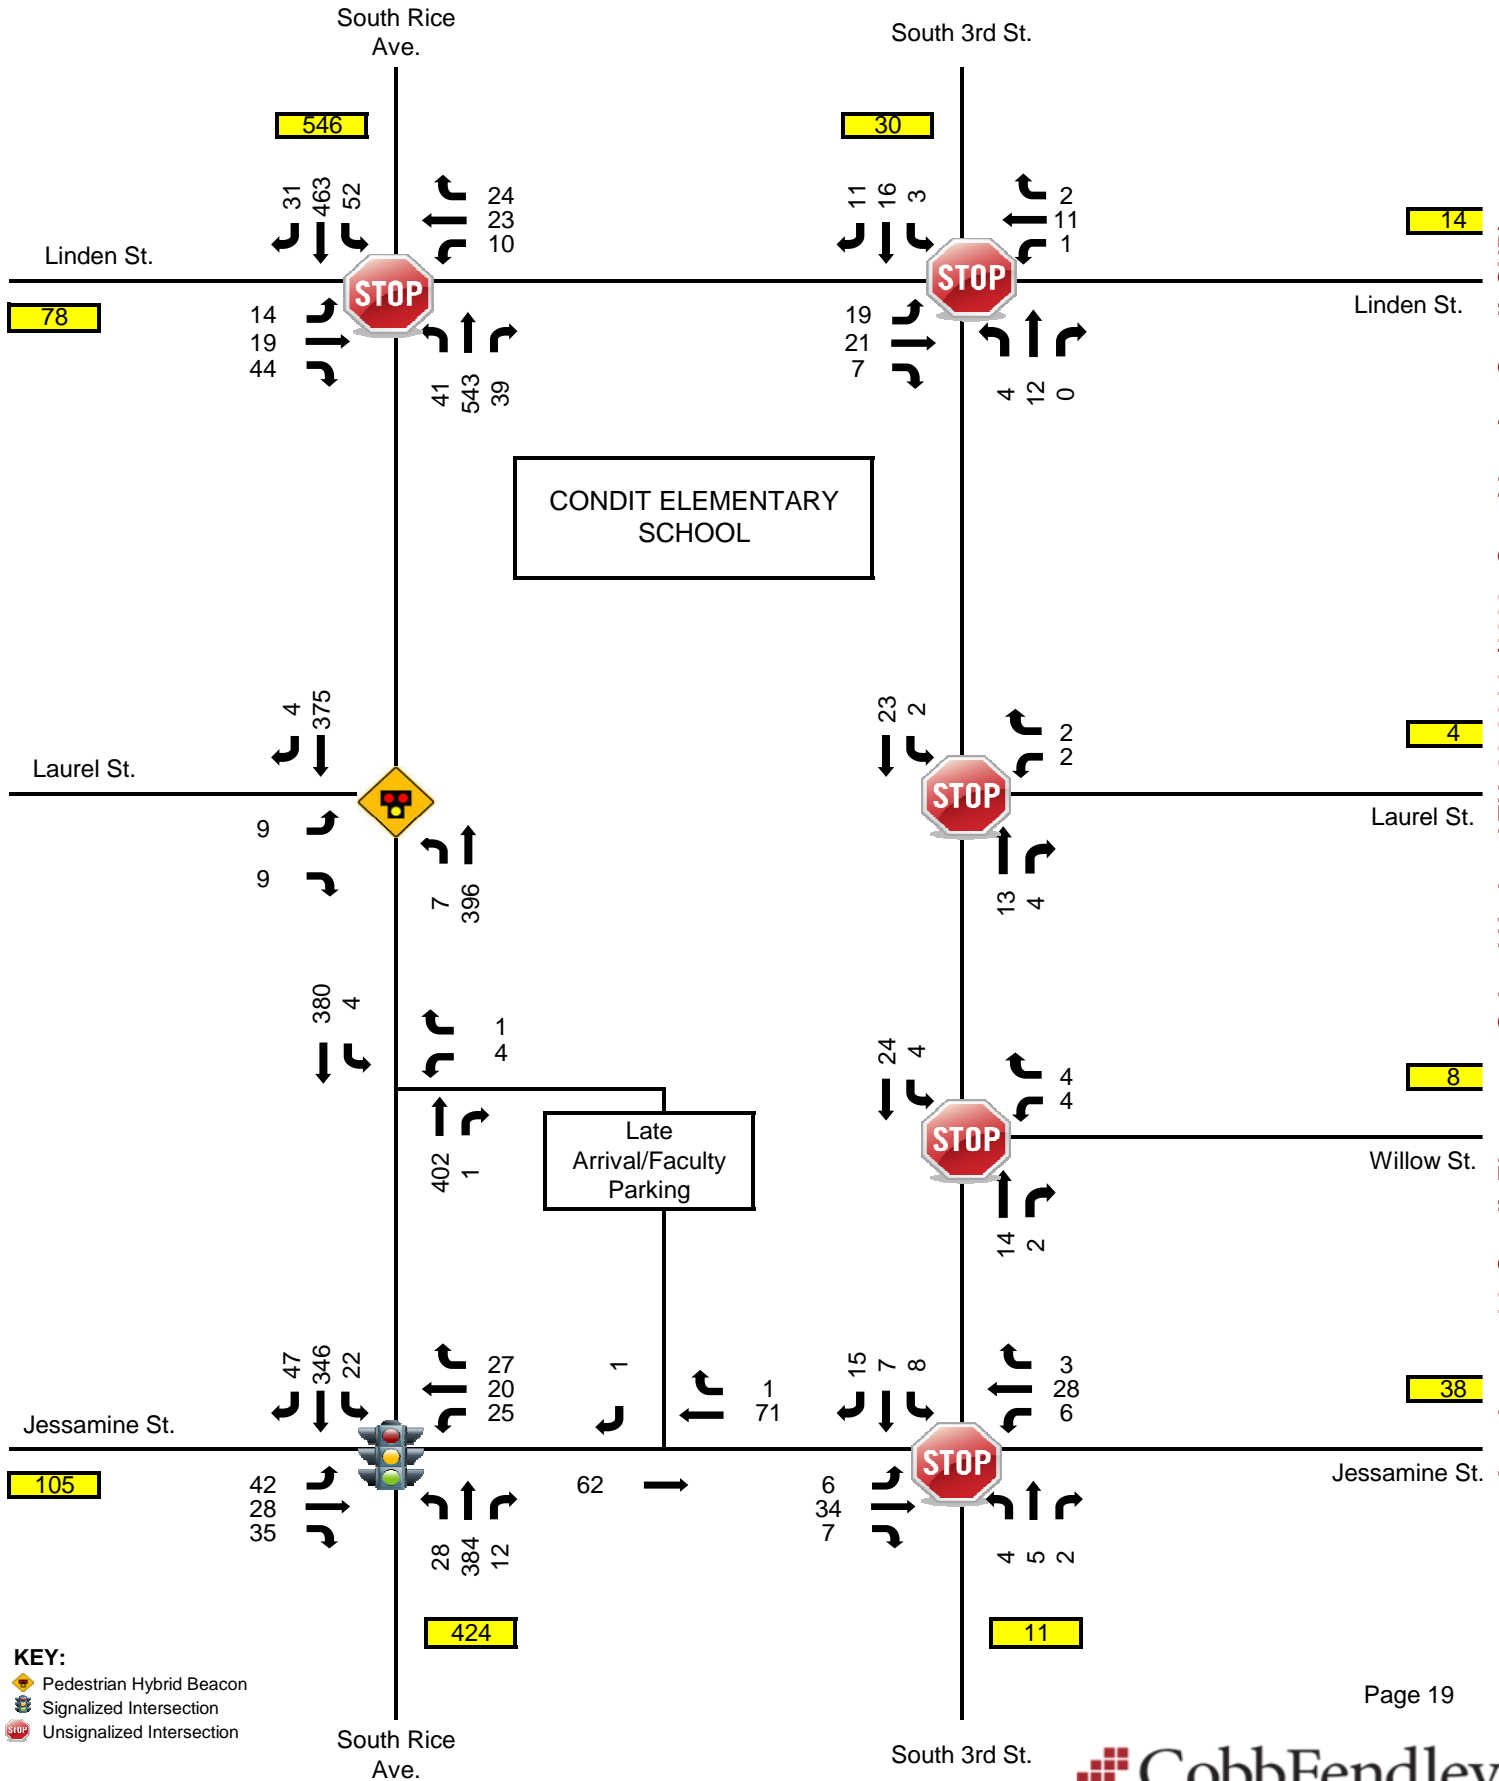 South Rice
Ave.
South 3rd St.
546
30
31
463
52
24
23
10
11
16
3
2
11
1
14
Linden St.
STOP
STOP
78
14
19
44
41
543
39
19
21
7
4
12
0
Linden St.
CONDIT ELEMENTARY
SCHOOL
4
375
23
2
2
2
4
Laurel St.
STOP
Laurel St.
9
9
7
396
13
4
380
4
1
4
24
4
4
4
8
402
1
Late
Arrival/Faculty
Parking
STOP
Willow St.
14
2
47
346
22
27
20
25
1
1
71
15
7
8
3
28
6
38
Jessamine St.
STOP
Jessamine St.
105
42
28
35
28
384
12
62
6
34
7
4
5
2
424
11
KEY:
Pedestrian Hybrid Beacon
Signalized Intersection
STOP Unsignalized Intersection
South Rice
Ave.
South 3rd St.
Page 19
CobbFendley